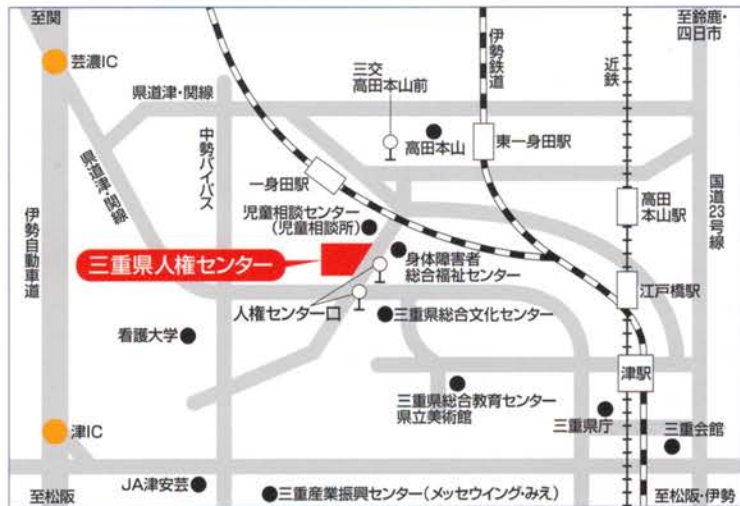 至関
至鈴鹿・
四日市
芸濃IC
三交
高田本山前
伊勢鉄道
近鉄
県道津・関線
県道津・関線
中勢バイパス
高田本山
東一身田駅
一身田駅
高田
本山駅
国道23号線
伊勢自動車道
児童相談センター
(児童相談所)
三重県人権センター
身体障害者
総合福祉センター
人権センター口
江戸橋駅
三重県総合文化センター
看護大学
津駅
三重県総合教育センター
県立美術館
三重県庁
三重会館
津IC
JA津安芸
三重産業振興センター(メッセウイング・みえ)
至松阪
至松阪・伊勢